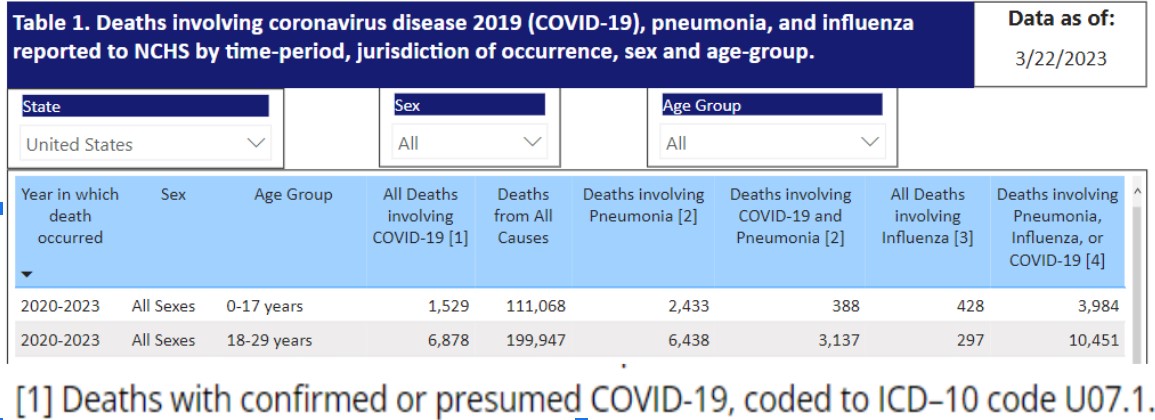 Table 1. Deaths involving coronavirus disease 2019 (COVID-19), pneumonia, and influenza
reported to NCHS by time-period, jurisdiction of occurrence, sex and age-group.
Data as of:
3/22/2023
State
United States
Sex
All
Age Group
All
Year in which death occurred Sex Age Group All Deaths involving COVID-19 [1] Deaths from All Causes Deaths involving Pneumonia [2] Deaths involving COVID-19 and Pneumonia [2] All Deaths involving Influenza [3] Deaths involving Pneumonia, Influenza, or COVID-19 [4]
2020-2023 All Sexes 0-17 years 1,529 111,068 2,433 388 428 3,984
2020-2023 All Sexes 18-29 years 6,878 199,947 6,438 3,137 297 10,451
[1] Deaths with confirmed or presumed COVID-19, coded to ICD–10 code U07.1.